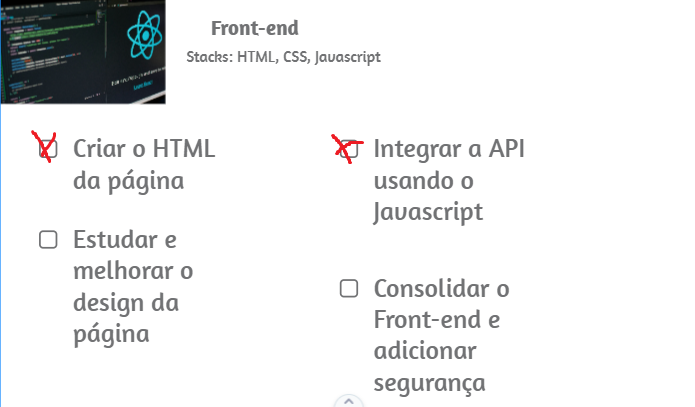 Front-end
Stacks: HTML, CSS, Javascript
Criar o HTML
da página
Estudar e
melhorar o
design da
página
Integrar a API
usando o
Javascript
Consolidar o
Front-end e
adicionar
segurança